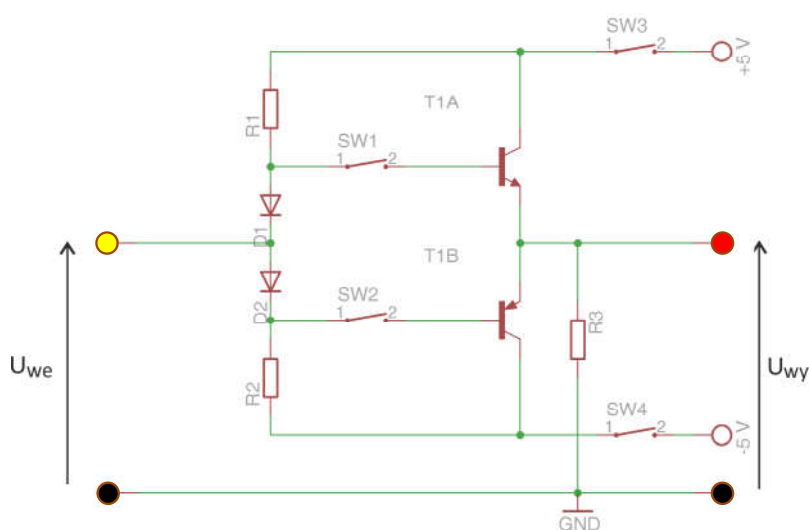 SW3
1 2
+5 V
R1
T1A
SW1
1 2
D1
T1B
D2
SW2
1 2
R3
Uwe
Uwy
R2
SW4
1 2
-5 V
GND